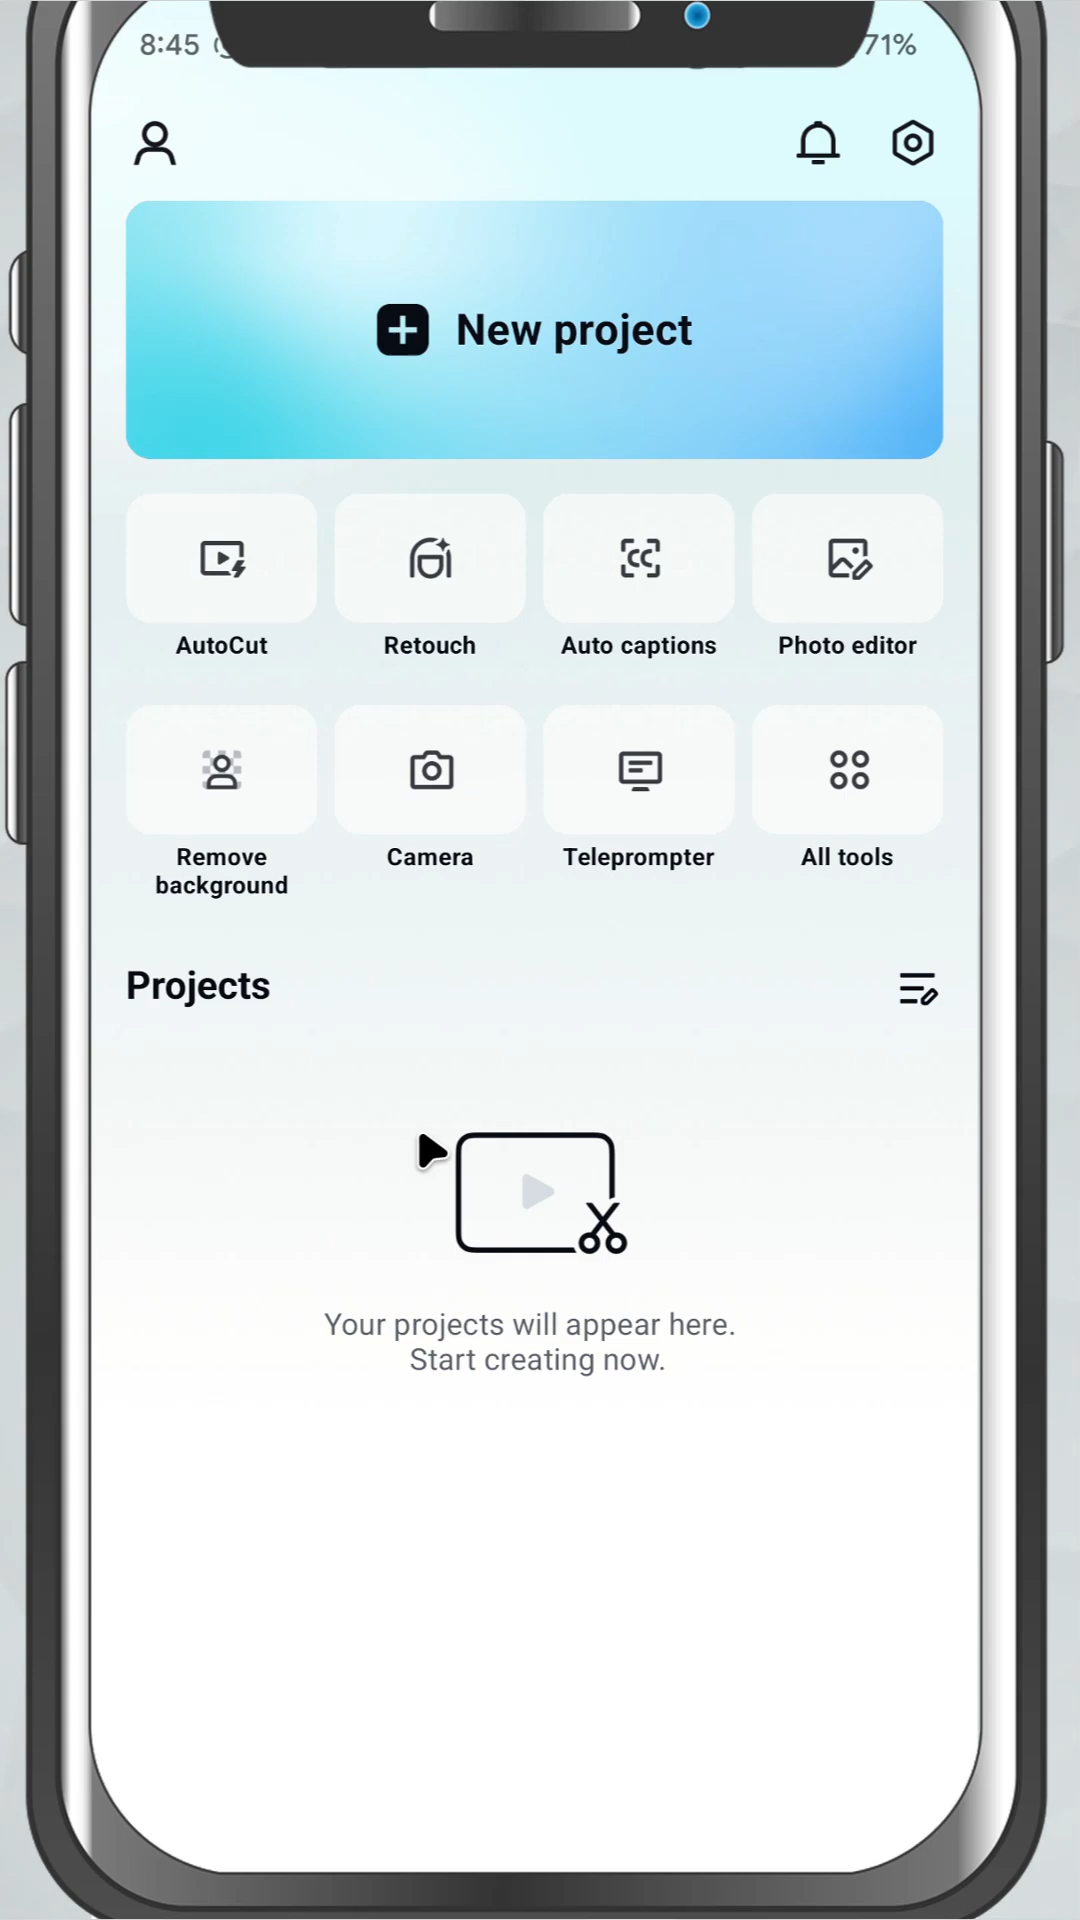 8:45
71%
New project
AutoCut
Retouch
Auto captions
Photo editor
Remove
background
Camera
Teleprompter
All tools
Projects
Your projects will appear here.
Start creating now.